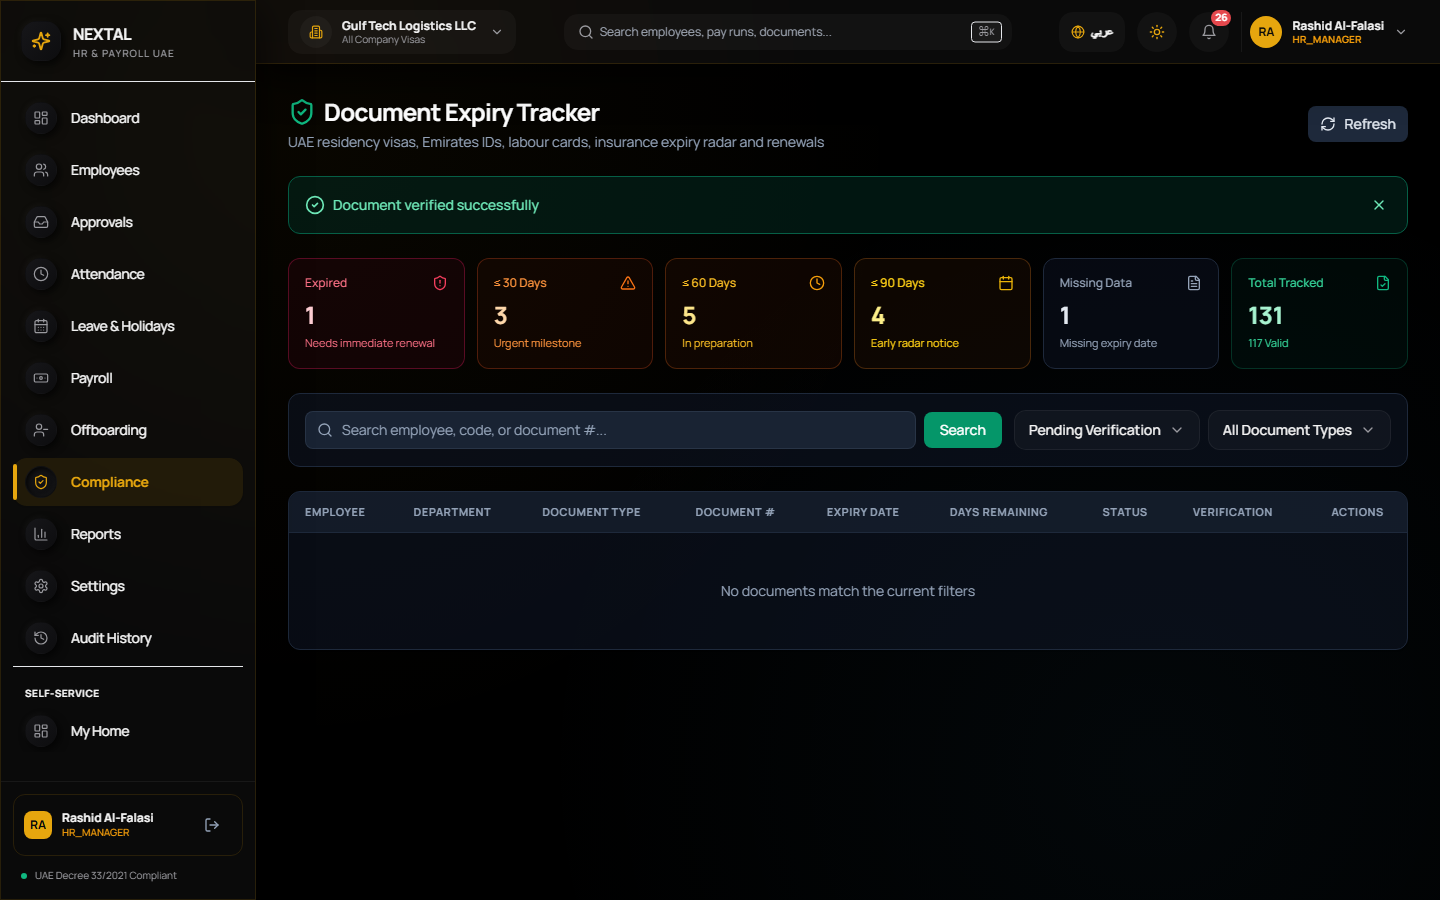 NEXTAL
HR & PAYROLL UAE
Dashboard
Employees
Approvals
Attendance
Leave & Holidays
Payroll
Offboarding
Compliance
Reports
Settings
Audit History
SELF-SERVICE
My Home
RA
Rashid Al-Falasi
HR_MANAGER
UAE Decree 33/2021 Compliant
Gulf Tech Logistics LLC
All Company Visas
Search employees, pay runs, documents...
⌘K
عربي
26
RA
Rashid Al-Falasi
HR_MANAGER
Document Expiry Tracker
UAE residency visas, Emirates IDs, labour cards, insurance expiry radar and renewals
Refresh
Document verified successfully
Expired
1
Needs immediate renewal
≤ 30 Days
3
Urgent milestone
≤ 60 Days
5
In preparation
≤ 90 Days
4
Early radar notice
Missing Data
1
Missing expiry date
Total Tracked
131
117 Valid
Search employee, code, or document #...
Search
Pending Verification
All Document Types
EMPLOYEE DEPARTMENT DOCUMENT TYPE DOCUMENT # EXPIRY DATE DAYS REMAINING STATUS VERIFICATION ACTIONS
No documents match the current filters